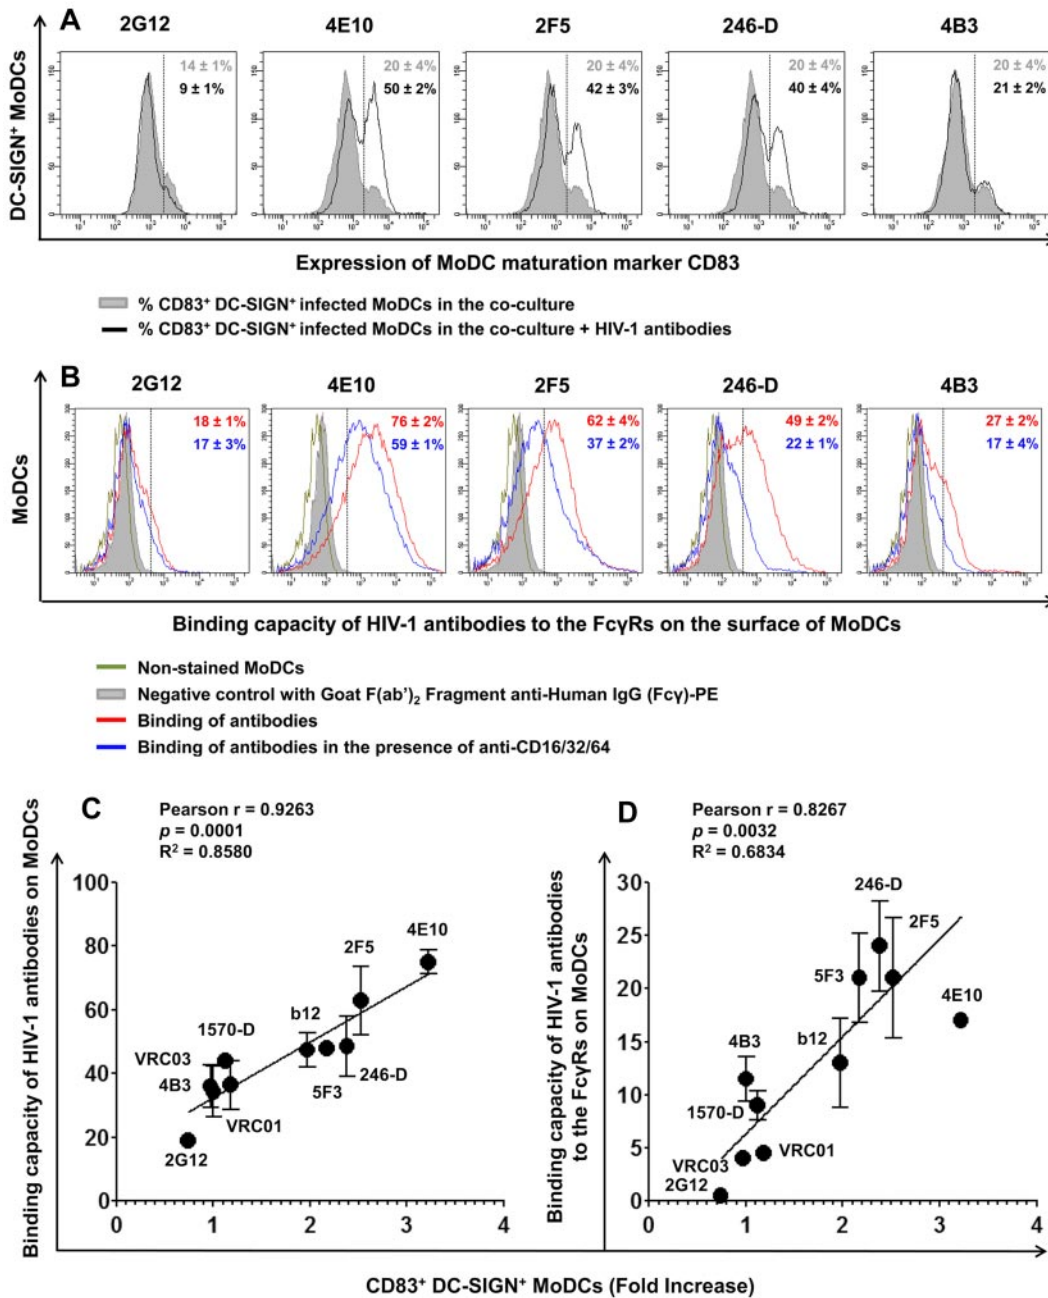 A
2G12
4E10
2F5
246-D
4B3
DC-SIGN⁺ MoDCs
14 ± 1%
9 ± 1%
20 ± 4%
50 ± 2%
20 ± 4%
42 ± 3%
20 ± 4%
40 ± 4%
20 ± 4%
21 ± 2%
Expression of MoDC maturation marker CD83
% CD83⁺ DC-SIGN⁺ infected MoDCs in the co-culture
% CD83⁺ DC-SIGN⁺ infected MoDCs in the co-culture + HIV-1 antibodies
B
2G12
4E10
2F5
246-D
4B3
MoDCs
18 ± 1%
17 ± 3%
76 ± 2%
59 ± 1%
62 ± 4%
37 ± 2%
49 ± 2%
22 ± 1%
27 ± 2%
17 ± 4%
Binding capacity of HIV-1 antibodies to the FcγRs on the surface of MoDCs
Non-stained MoDCs
Negative control with Goat F(ab')₂ Fragment anti-Human IgG (Fcγ)-PE
Binding of antibodies
Binding of antibodies in the presence of anti-CD16/32/64
C
Pearson r = 0.9263
p = 0.0001
R² = 0.8580
Binding capacity of HIV-1 antibodies on MoDCs
100
80
60
40
20
0
4E10
2F5
b12
1570-D
VRC03
4B3
5F3
246-D
VRC01
2G12
0 1 2 3 4
D
Pearson r = 0.8267
p = 0.0032
R² = 0.6834
Binding capacity of HIV-1 antibodies
to the FcγRs on MoDCs
30
25
20
15
10
5
0
246-D
2F5
5F3
4E10
b12
4B3
1570-D
VRC03
VRC01
2G12
0 1 2 3 4
CD83⁺ DC-SIGN⁺ MoDCs (Fold Increase)